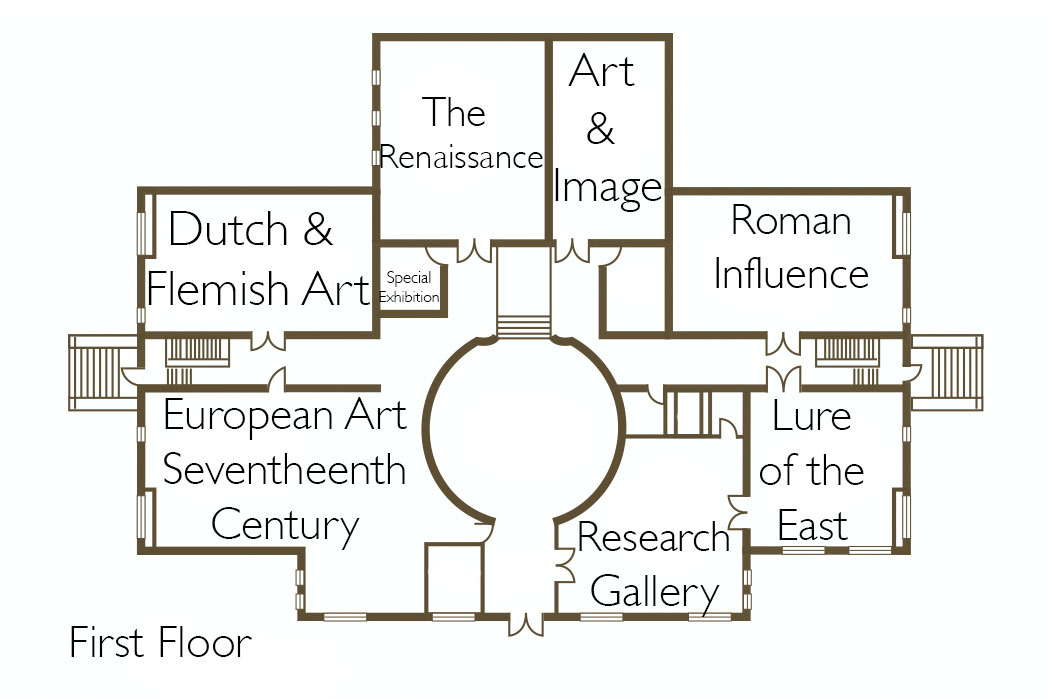 The
Renaissance
Art
&
Image
Dutch &
Flemish Art
Special
Exhibition
Roman
Influence
European Art
Seventheenth
Century
Lure
of the
East
Research
Gallery
First Floor